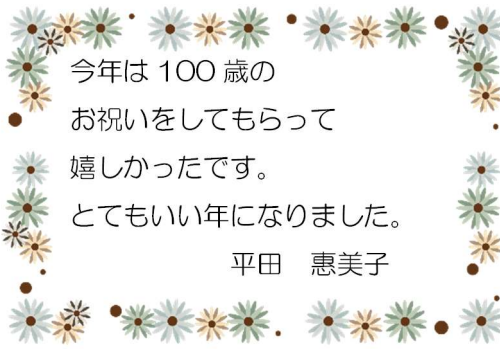 今年は100歳の
お祝いをしてもらって
嬉しかったです。
とてもいい年になりました。
平田　惠美子